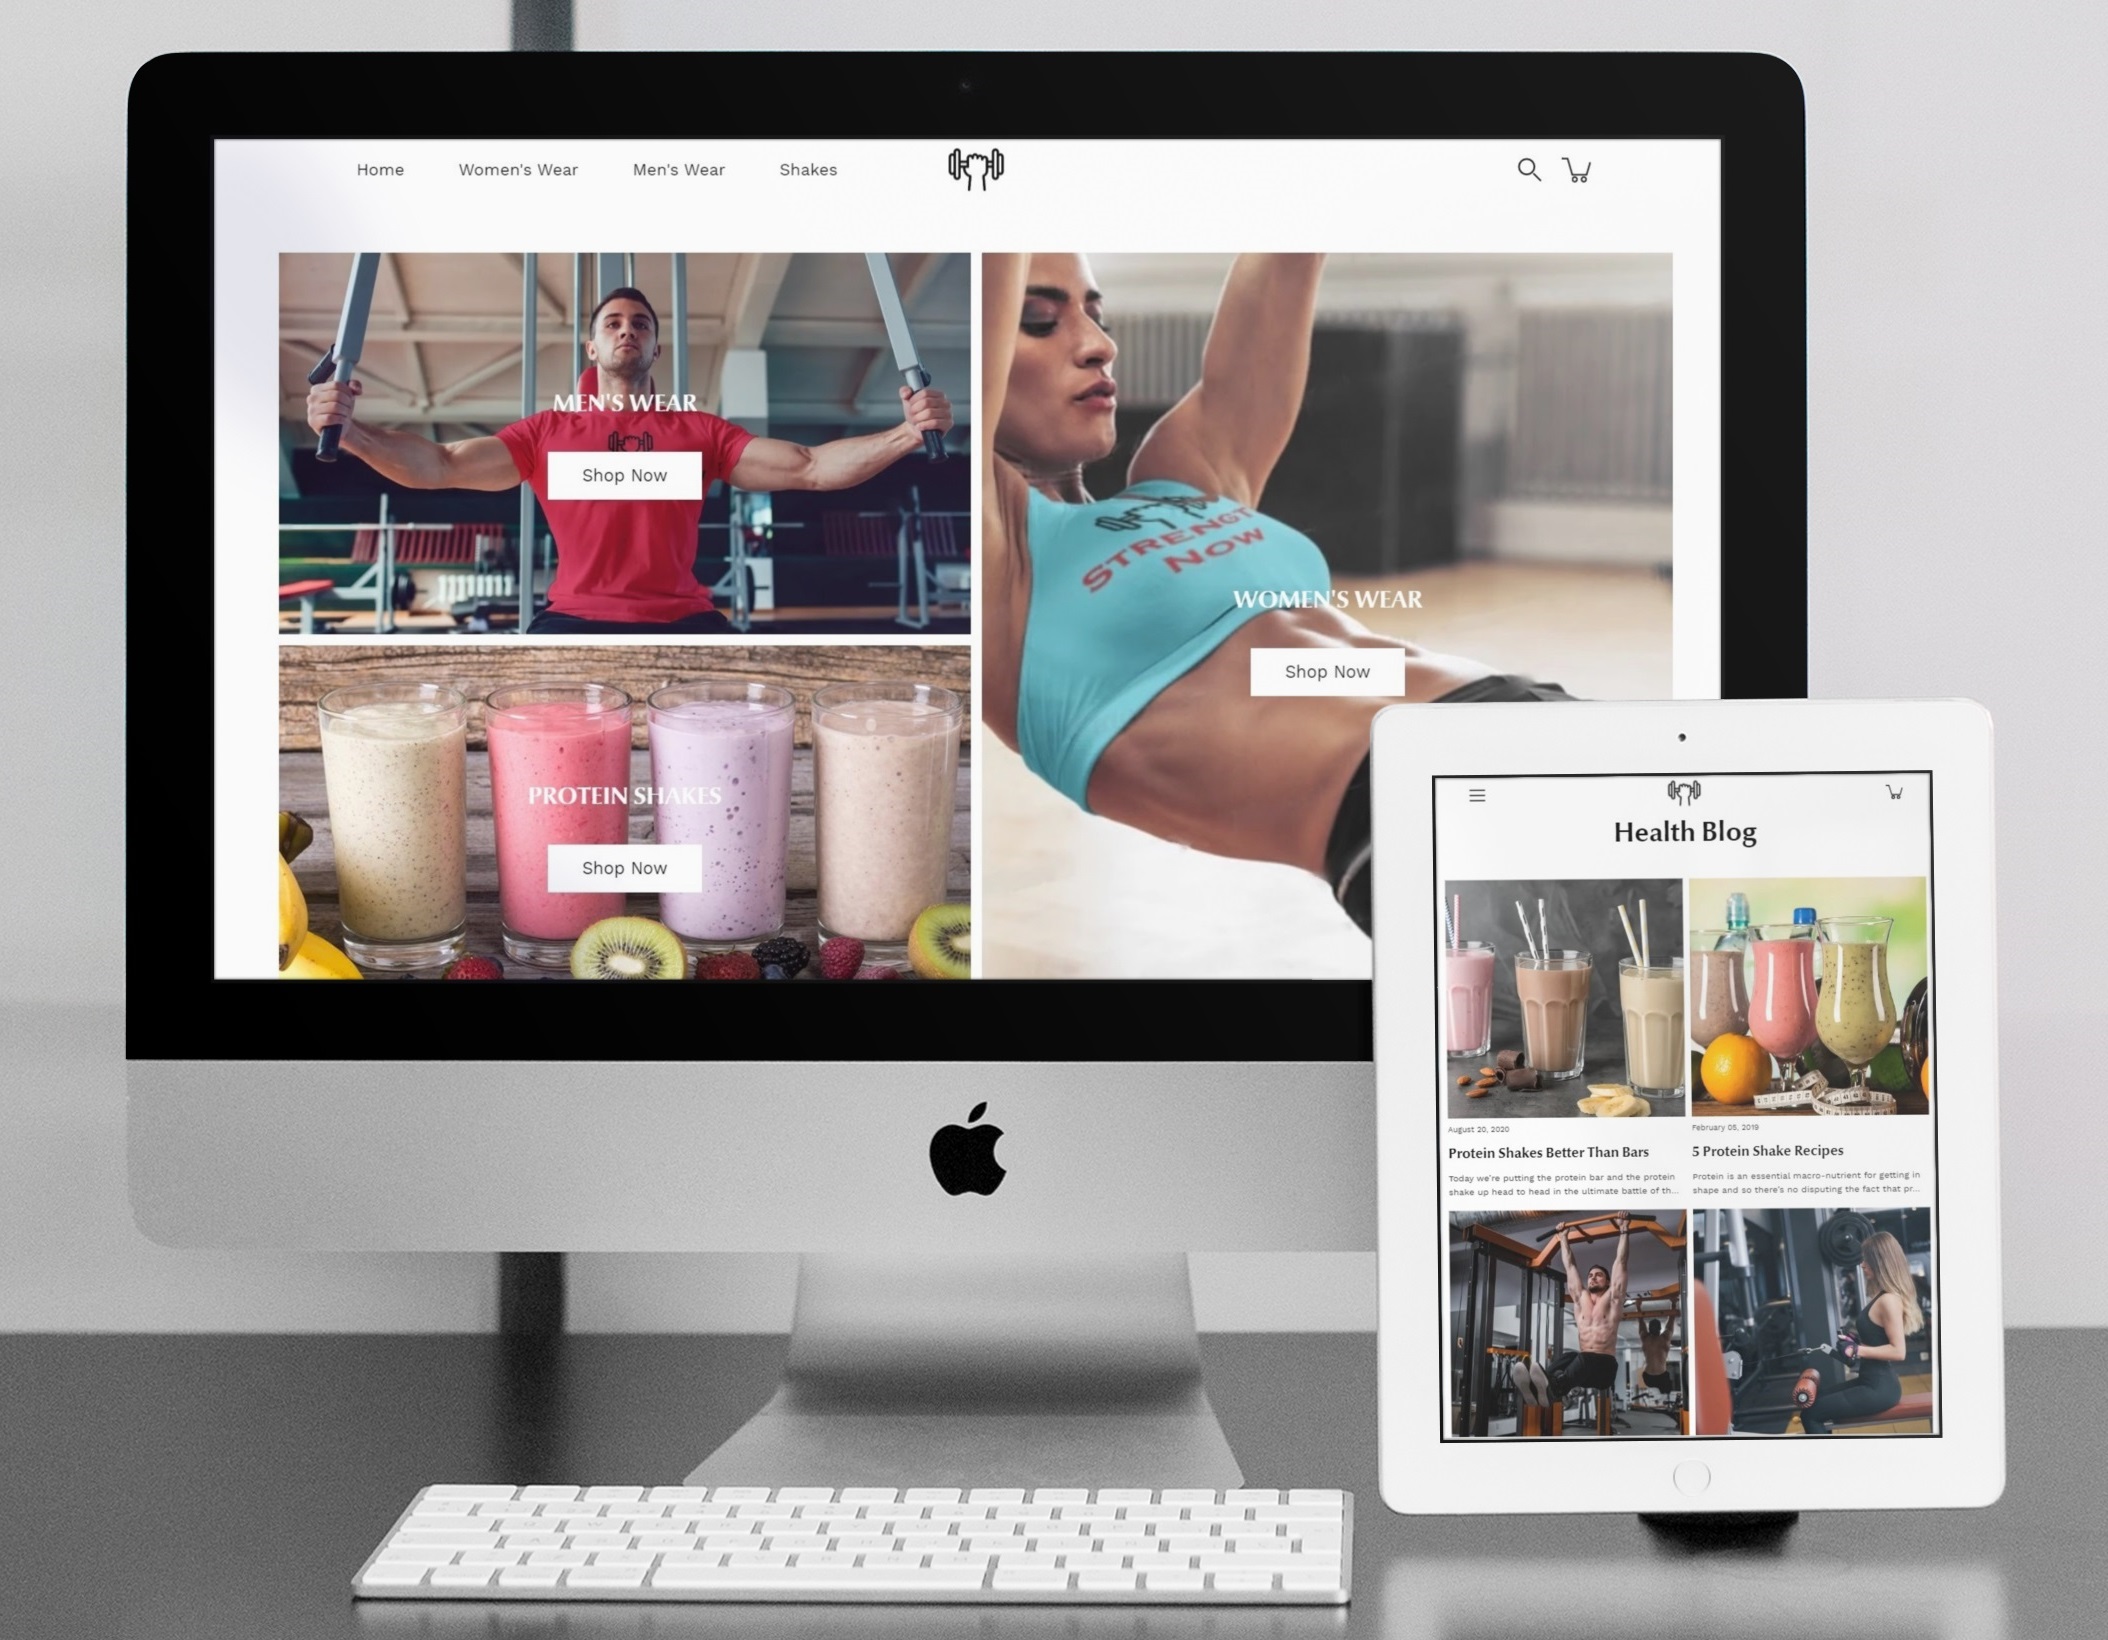 Home Women's Wear Men's Wear Shakes
MEN'S WEAR
Shop Now
STRENGT
NOW
WOMEN'S WEAR
Shop Now
PROTEIN SHAKES
Shop Now
Health Blog
August 20, 2020
Protein Shakes Better Than Bars
Today we're putting the protein bar and the protein
shake up head to head in the ultimate battle of th...
February 05, 2019
5 Protein Shake Recipes
Protein is an essential macro-nutrient for getting in
shape and so there's no disputing the fact that pr...